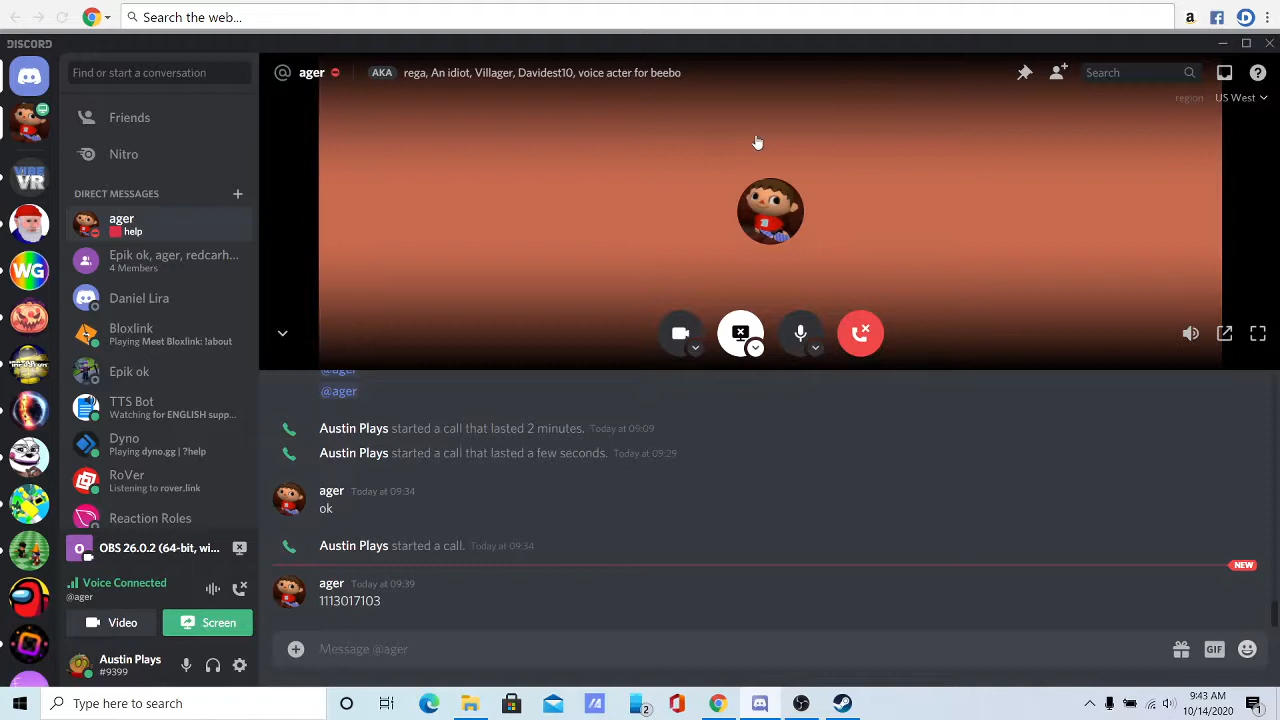 Search the web...
DISCORD
Find or start a conversation
ager
AKA rega, An idiot, Villager, Davidest10, voice acter for beebo
Search
region US West
Friends
Nitro
VIBE
VR
DIRECT MESSAGES
ager
help
Epik ok, ager, redcarh...
4 Members
WG
Daniel Lira
Bloxlink
Playing Meet Bloxlink: !about
Epik ok
TTS Bot
Watching for ENGLISH supp...
Dyno
Playing dyno.gg | ?help
RoVer
Listening to rover.link
Reaction Roles
@ager
@ager
Austin Plays started a call that lasted 2 minutes. Today at 09:09
Austin Plays started a call that lasted a few seconds. Today at 09:29
ager Today at 09:34
ok
Austin Plays started a call. Today at 09:34
NEW
ager Today at 09:39
1113017103
O OBS 26.0.2 (64-bit, wi...
Voice Connected
@ager
Video
Screen
Message @ager
GIF
Austin Plays
#9399
Type here to search
2
9:43 AM
10/14/2020
1